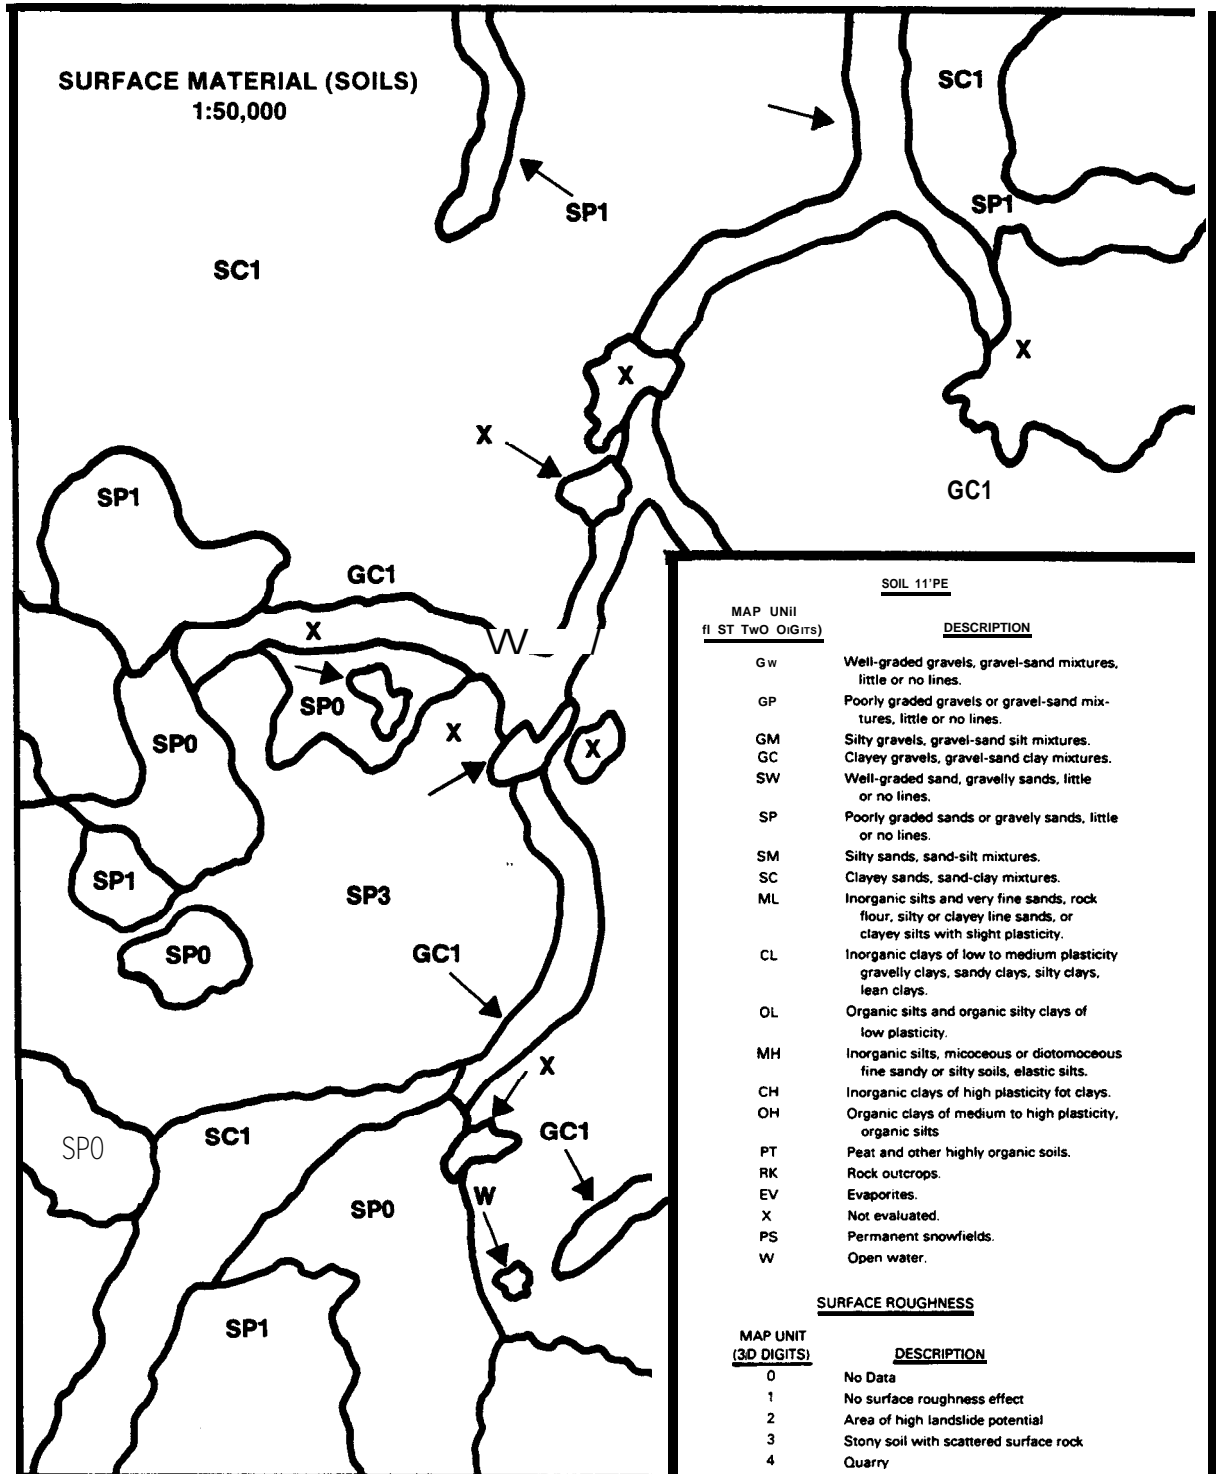 SURFACE MATERIAL (SOILS)
1:50,000
SC1
SP1
SP1
SC1
X
X
X
SP1
GC1
GC1
X
W
SP0
SP0
X
X
SP1
SP3
SP0
GC1
X
SC1
GC1
SP0
W
SP0
SP1
SOIL 11'PE
MAP UNil
fl ST TwO OiGITS)
DESCRIPTION
Gw
Well-graded gravels, gravel-sand mixtures,
little or no lines.
GP
Poorly graded gravels or gravel-sand mix-
tures, little or no lines.
GM
Silty gravels, gravel-sand silt mixtures.
GC
Clayey gravels, gravel-sand clay mixtures.
SW
Well-graded sand, gravelly sands, little
or no lines.
SP
Poorly graded sands or gravely sands, little
or no lines.
SM
Silty sands, sand-silt mixtures.
SC
Clayey sands, sand-clay mixtures.
ML
Inorganic silts and very fine sands, rock
flour, silty or clayey line sands, or
clayey silts with slight plasticity.
CL
Inorganic clays of low to medium plasticity
gravelly clays, sandy clays, silty clays,
lean clays.
OL
Organic silts and organic silty clays of
low plasticity.
MH
Inorganic silts, micoceous or diotomoceous
fine sandy or silty soils, elastic silts.
CH
Inorganic clays of high plasticity fot clays.
OH
Organic clays of medium to high plasticity,
organic silts
PT
Peat and other highly organic soils.
RK
Rock outcrops.
EV
Evaporites.
X
Not evaluated.
PS
Permanent snowfields.
W
Open water.
SURFACE ROUGHNESS
MAP UNIT
(3/D DIGITS)
DESCRIPTION
0
No Data
1
No surface roughness effect
2
Area of high landslide potential
3
Stony soil with scattered surface rock
4
Quarry